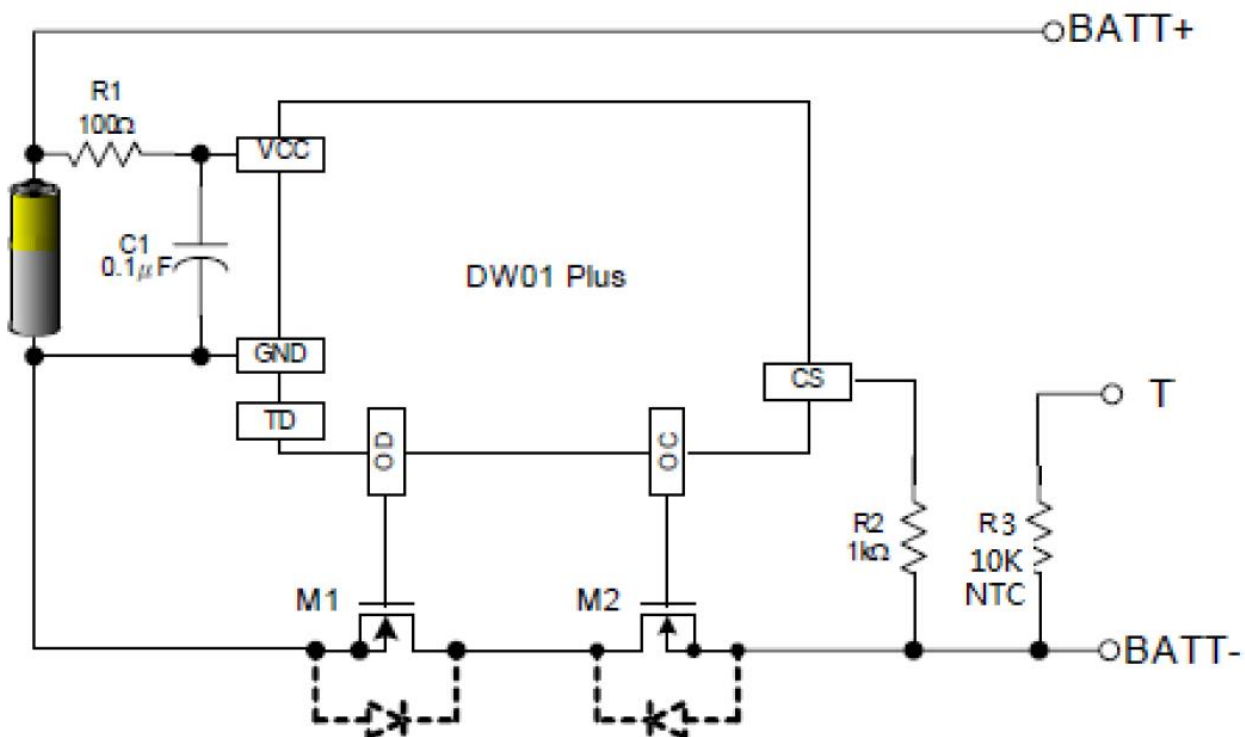 BATT+
R1
100Ω
VCC
C1
0.1μF
DW01 Plus
GND
CS
TD
T
OD
OC
R2
1kΩ
R3
10K
NTC
M1
M2
BATT-